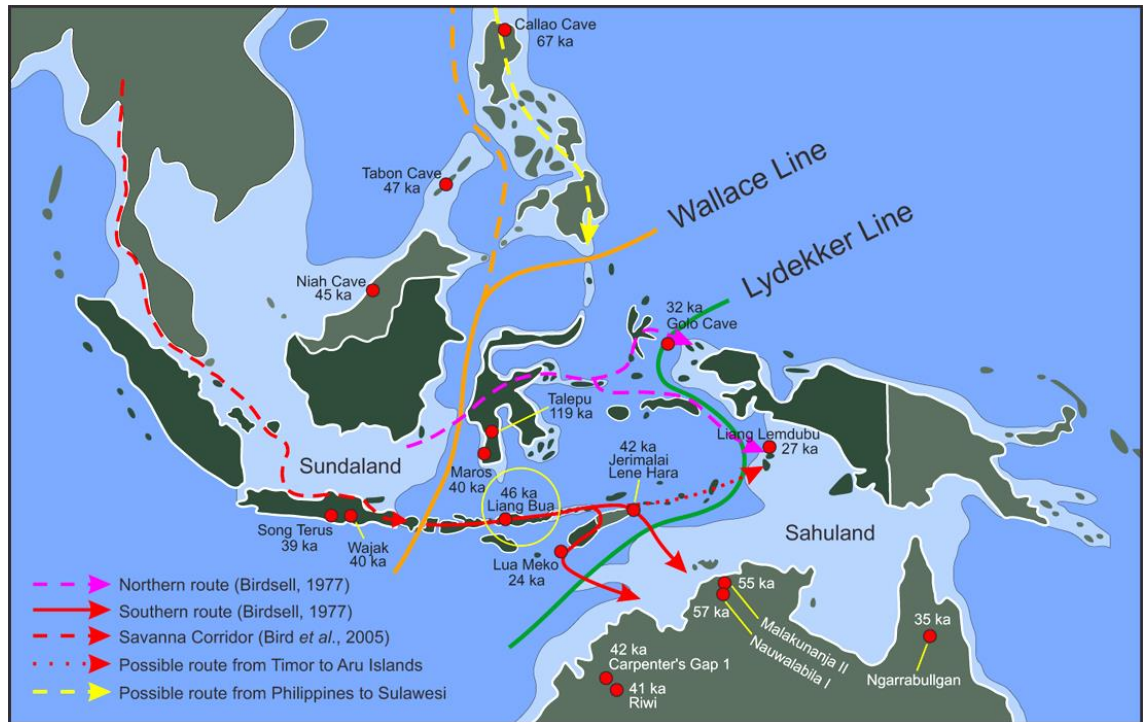 Callao Cave
67 ka
Tabon Cave
47 ka
Wallace Line
Niah Cave
45 ka
Lydekker Line
32 ka
Golo Cave
Talepu
119 ka
Liang Lemdubu
27 ka
Sundaland
Maros
40 ka
42 ka
Jerimalai
Lene Hara
46 ka
Liang Bua
Sahuland
Song Terus
39 ka
Wajak
40 ka
Lua Meko
24 ka
55 ka
57 ka
Malakunanja II
Nauwalabila I
35 ka
Ngarrabullgan
42 ka
Carpenter's Gap 1
41 ka
Riwi
Northern route (Birdsell, 1977)
Southern route (Birdsell, 1977)
Savanna Corridor (Bird et al., 2005)
Possible route from Timor to Aru Islands
Possible route from Philippines to Sulawesi